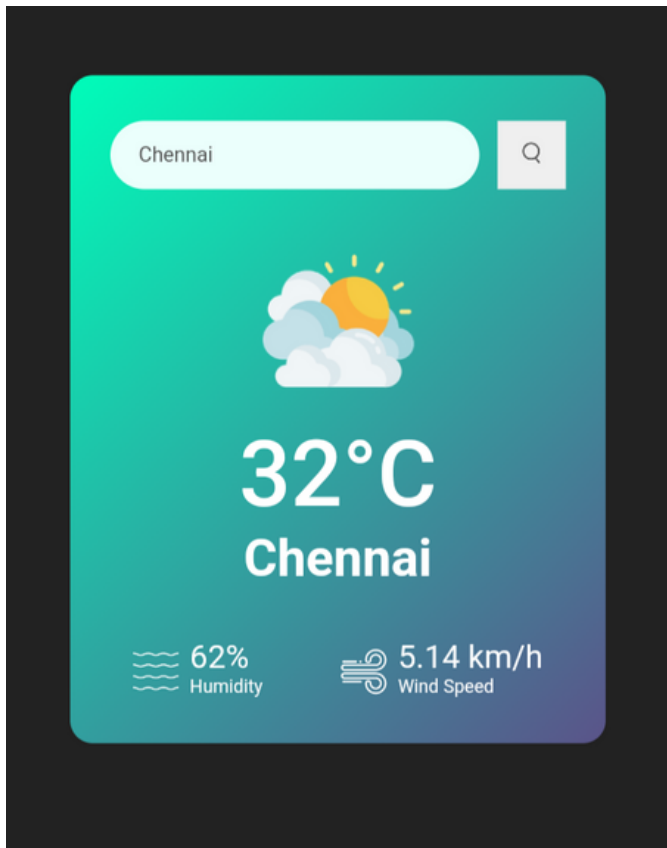 Chennai
32°C
Chennai
62%
Humidity
5.14 km/h
Wind Speed